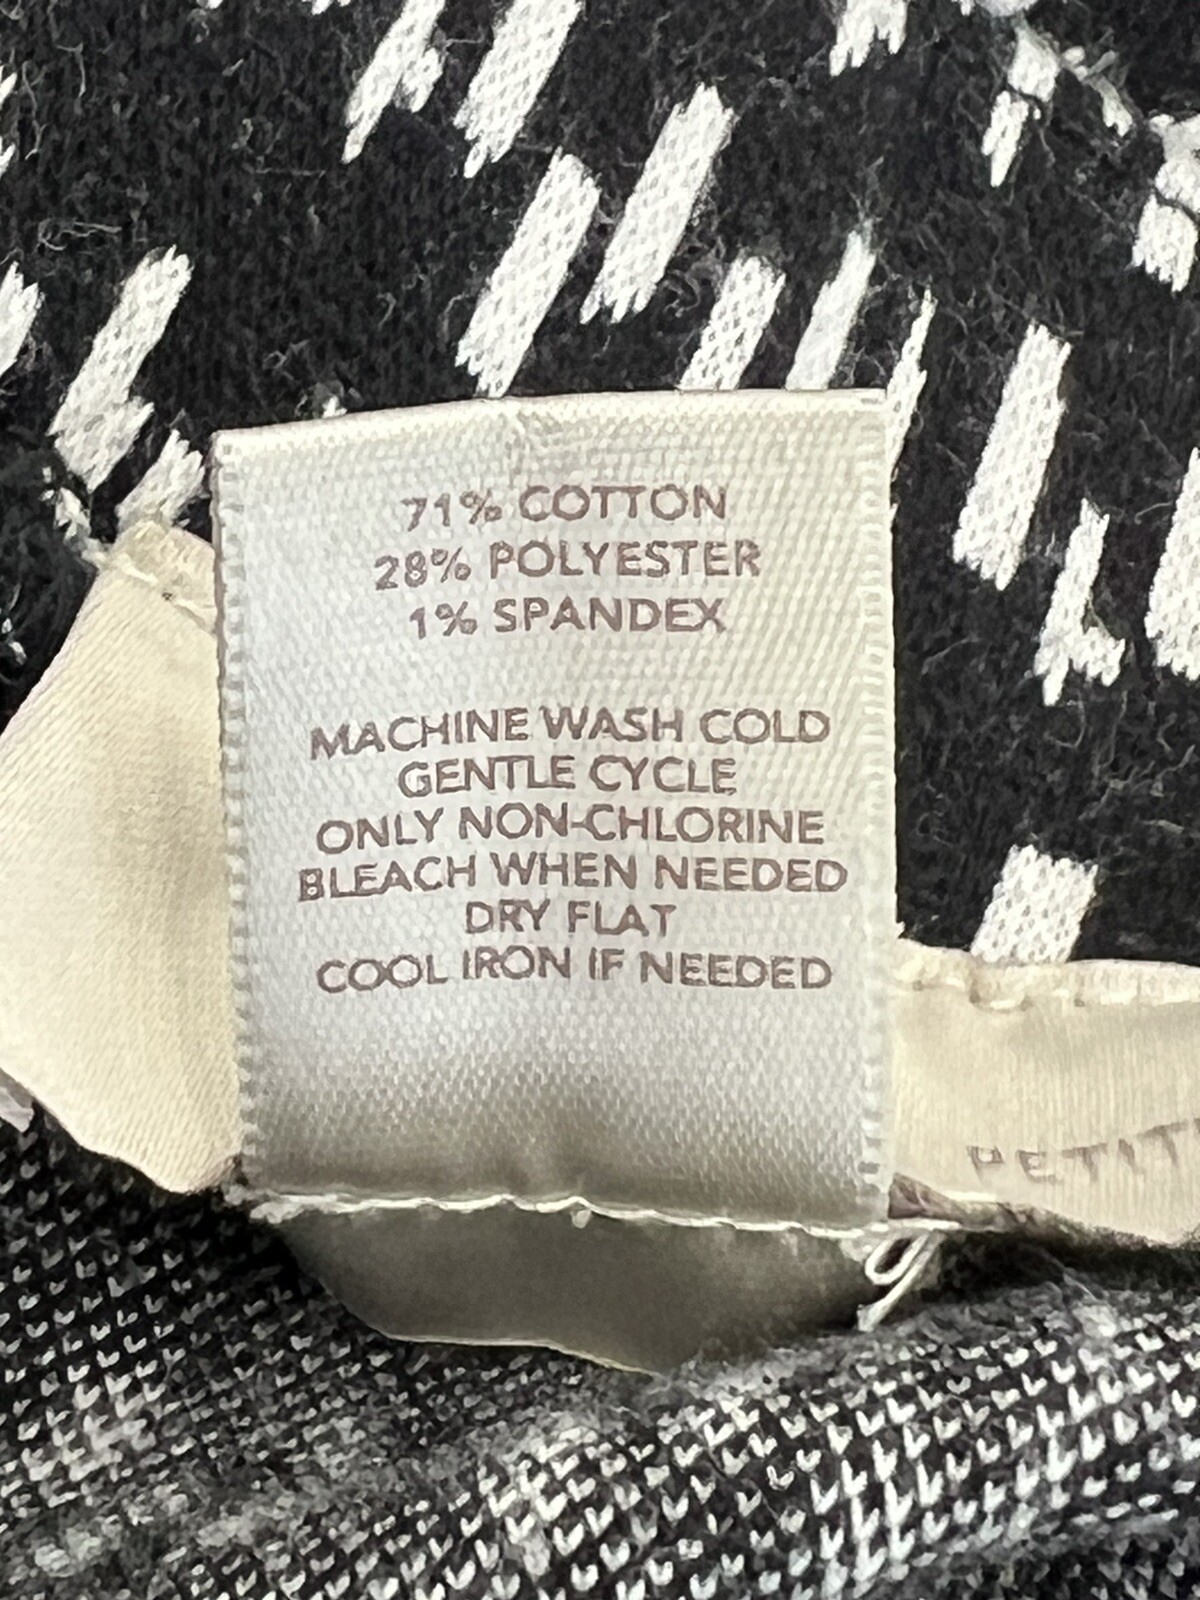 71% COTTON
28% POLYESTER
1% SPANDEX
MACHINE WASH COLD
GENTLE CYCLE
ONLY NON-CHLORINE
BLEACH WHEN NEEDED
DRY FLAT
COOL IRON IF NEEDED
PETIT